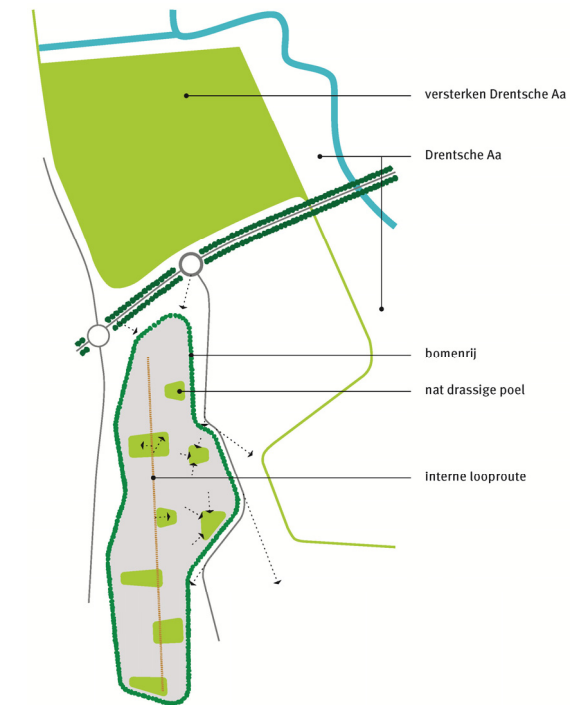 versterken Drentsche Aa
Drentsche Aa
bomenrij
nat drassige poel
interne looproute